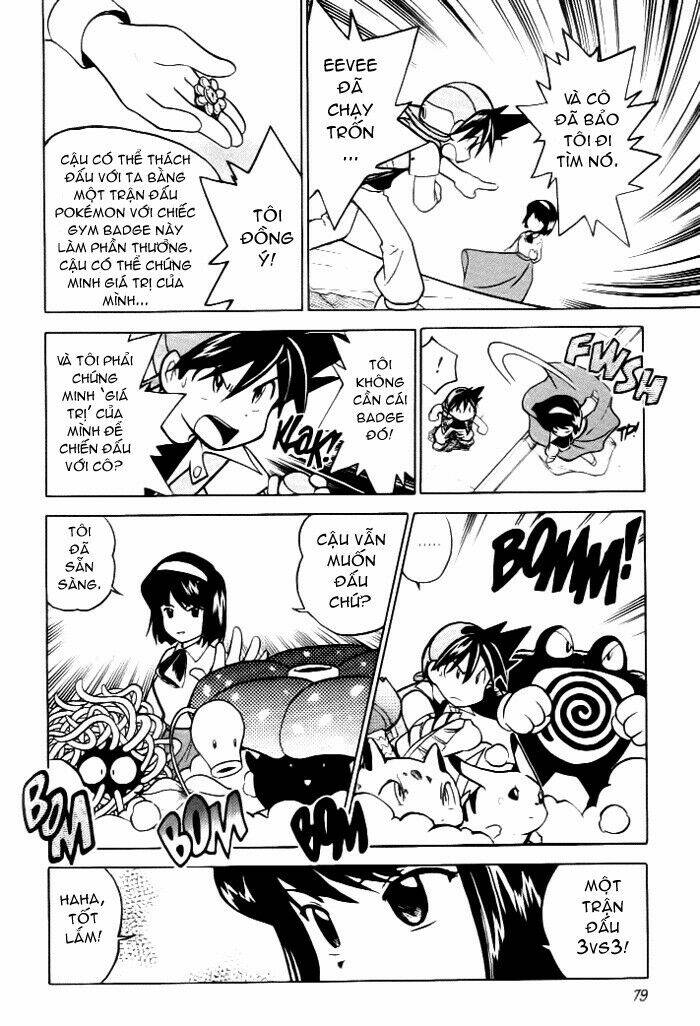 VÀ CÔ
ĐÃ BẢO
TÔI ĐI
TÌM NÓ.
EEVEE
ĐÃ
CHẠY
TRỐN
...
TÔI
ĐỒNG
Ý!
CẬU CÓ THỂ THÁCH
ĐẤU VỚI TA BẰNG
MỘT TRẬN ĐẤU
POKÉMON VỚI CHIẾC
GYM BADGE NÀY
LÀM PHẦN THƯỞNG.
CẬU CÓ THỂ CHỨNG
MINH GIÁ TRỊ CỦA
MÌNH...
FWSH
!
TÔI
KHÔNG
CẦN CÁI
BADGE
ĐÓ!
KLAK!
VÀ TÔI PHẢI
CHỨNG
MINH 'GIÁ
TRỊ' CỦA
MÌNH ĐỂ
CHIẾN ĐẤU
VỚI CÔ?
BOMM!
......
CẬU VẪN
MUỐN
ĐẤU
CHỨ?
TÔI
ĐÃ
SẴN
SÀNG.
BOM
BOM
BOM
MỘT
TRẬN
ĐẤU
3VS3!
HAHA,
TỐT
LẮM!
79